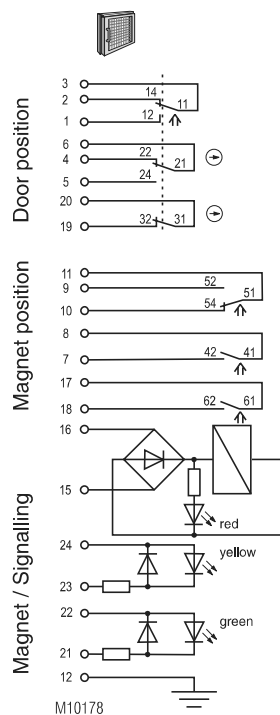 Door position
3
2 14
11
1 12
6
4 22
21
5 24
20
19 32 31
Magnet position
11
9 52
51
10 54
8
7 42 41
17
18 62 61
Magnet / Signalling
16
15
red
24
yellow
23
22
green
21
12
M10178